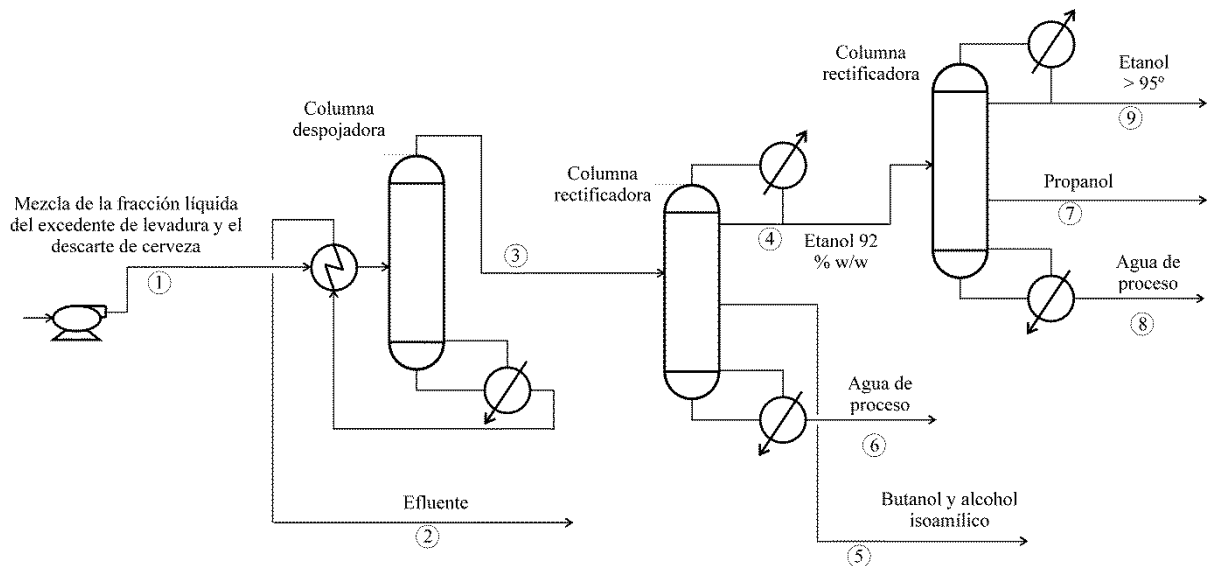 Mezcla de la fracción líquida
del excedente de levadura y el
descarte de cerveza
1
Efluente
2
Columna
despojadora
3
Columna
rectificadora
4
Etanol 92
% w/w
Agua de
proceso
6
Butanol y alcohol
isoamílico
5
Columna
rectificadora
Etanol
> 95º
9
Propanol
7
Agua de
proceso
8